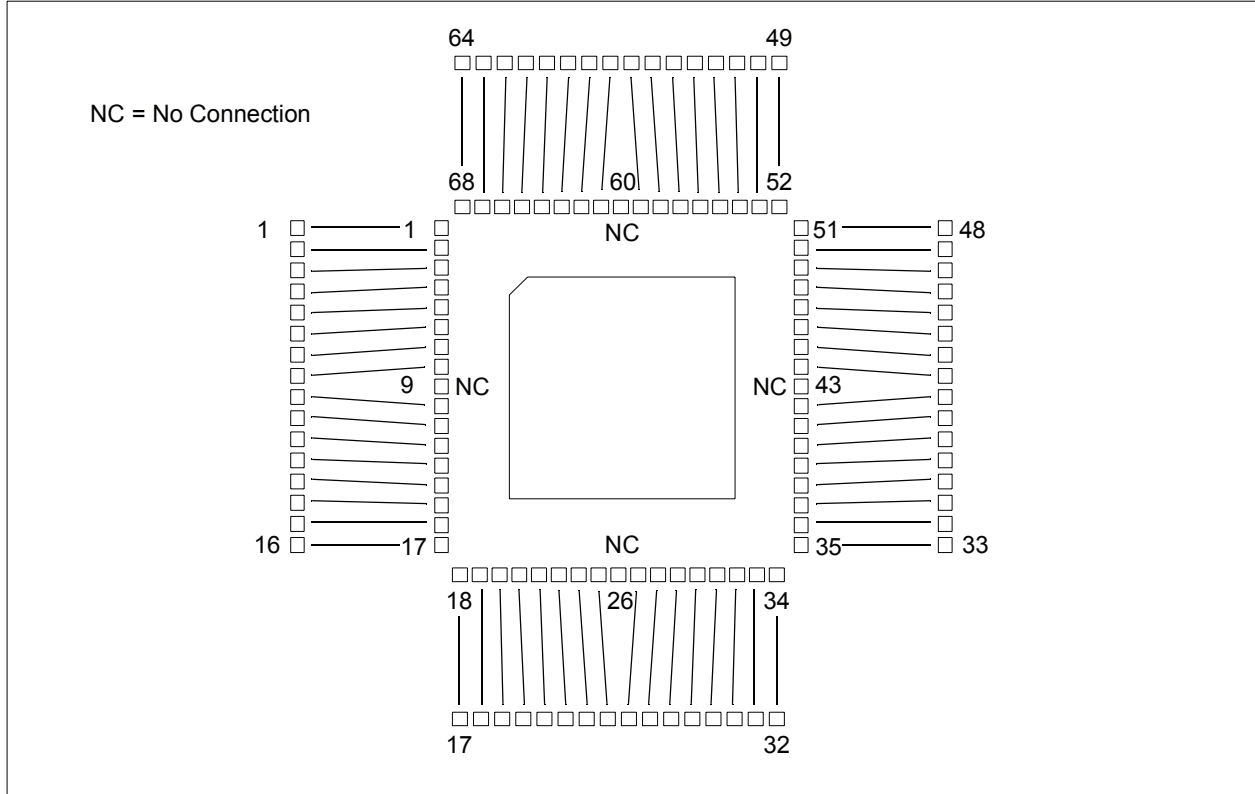 64 49
NC = No Connection
68 60 52
1 1 NC 51 48
9 NC NC 43
16 17 NC 35 33
18 26 34
17 32